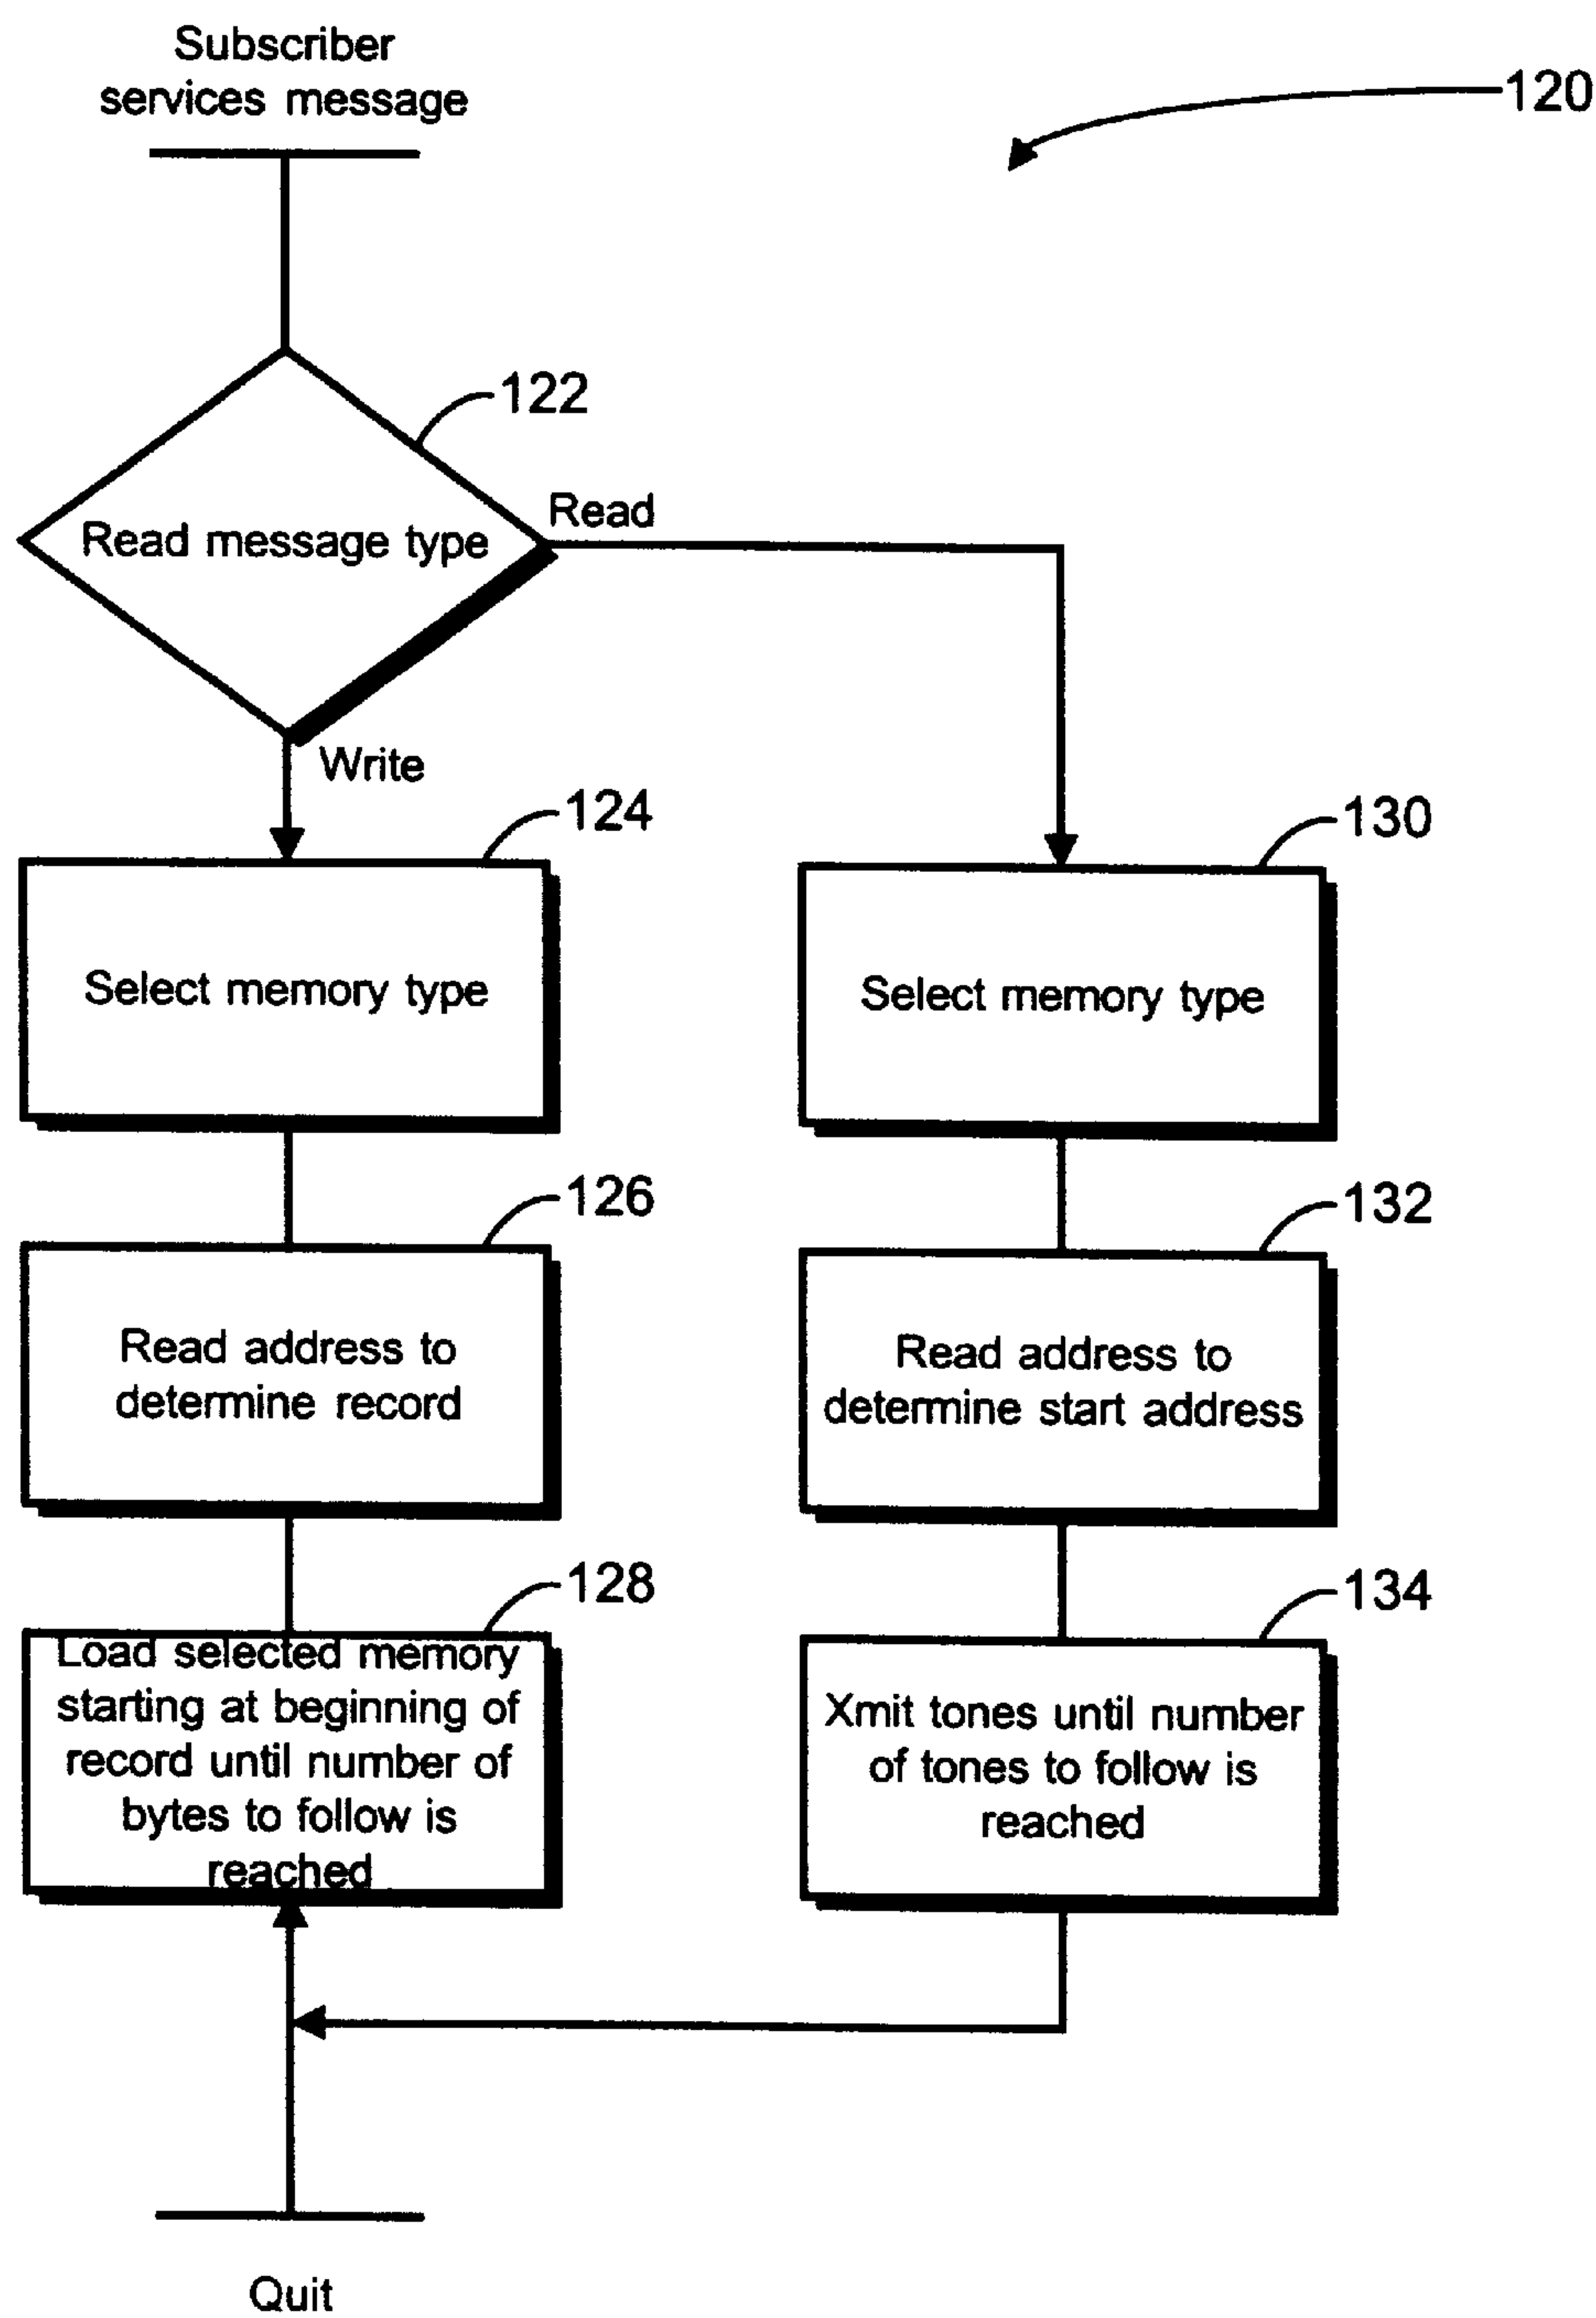 Subscriber
services message
120
122
Read message type
Read
Write
124
Select memory type
130
Select memory type
126
Read address to
determine record
132
Read address to
determine start address
128
Load selected memory
starting at beginning of
record until number of
bytes to follow is
reached
134
Xmit tones until number
of tones to follow is
reached
Quit